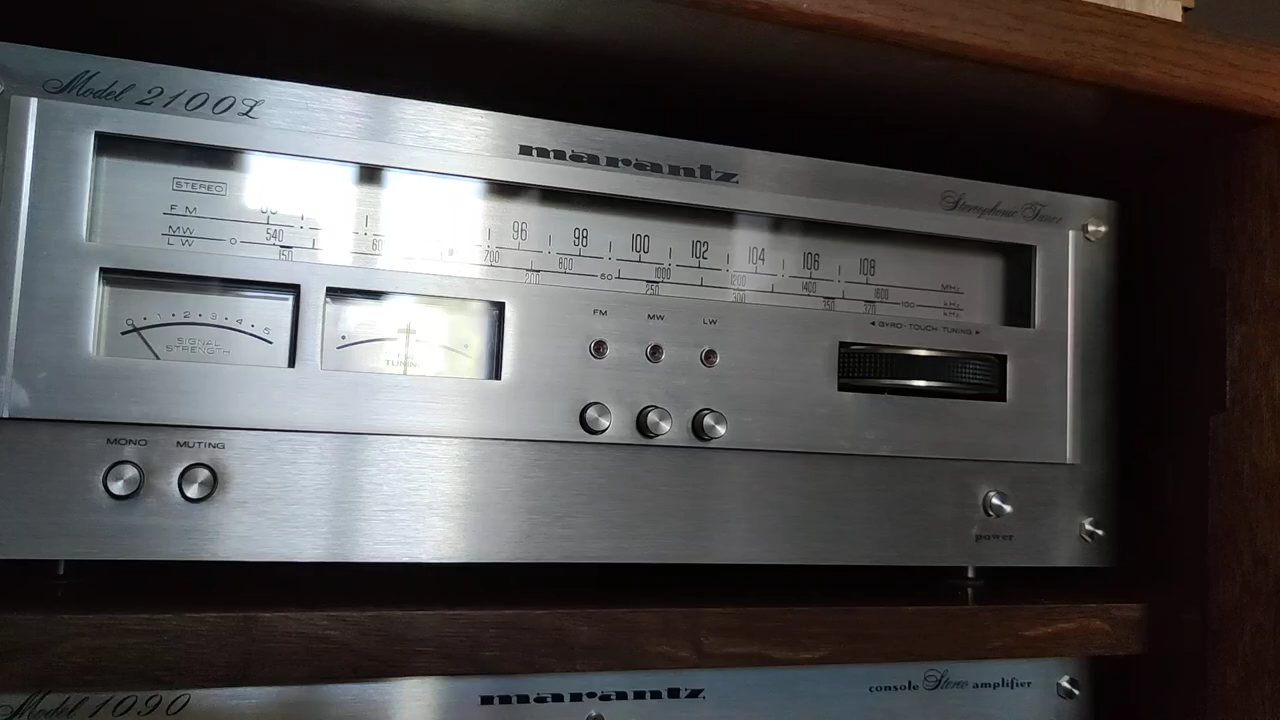 Model 2100L
marantz
Stereophonic Tuner
STEREO
FM 96 98 100 102 104 106 108 MHz
MW 540 60 700 800 1000 1200 1400 1600 kHz
LW 0 150 200 50 250 300 350 370 100 kHz
0 1 2 3 4 5
SIGNAL STRENGTH
TUNING
FM MW LW
◄ GYRO-TOUCH TUNING ►
MONO MUTING
power
Model 1090
marantz
console Stereo amplifier